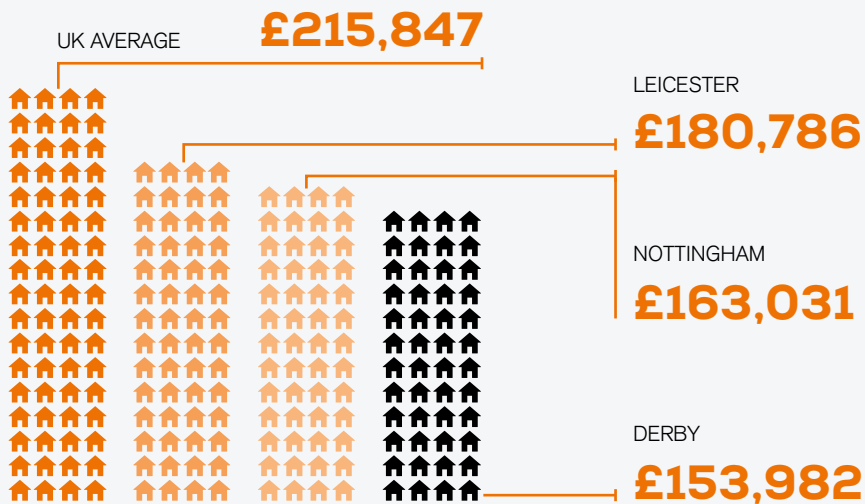 UK AVERAGE
£215,847
LEICESTER
£180,786
NOTTINGHAM
£163,031
DERBY
£153,982